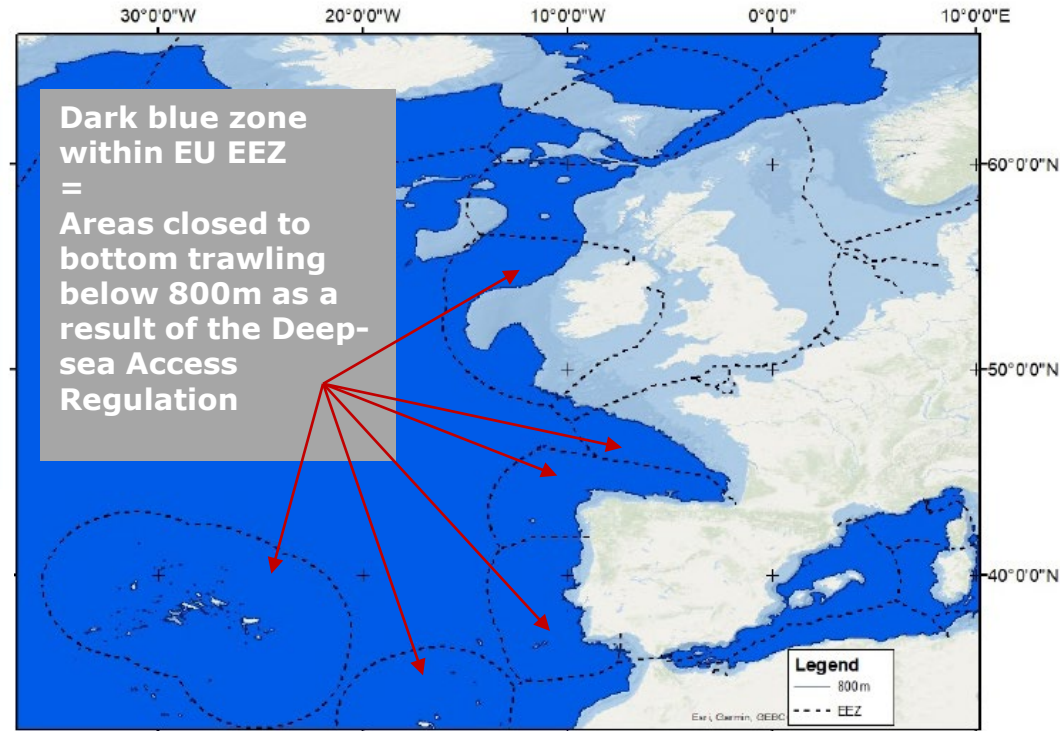 30°0'0"W 20°0'0"W 10°0'0"W 0°0'0" 10°0'0"E
Dark blue zone
within EU EEZ
=
Areas closed to
bottom trawling
below 800m as a
result of the Deep-
sea Access
Regulation
60°0'0"N
50°0'0"N
40°0'0"N
Legend
800 m
EEZ
Esri, Garmin, GEBC